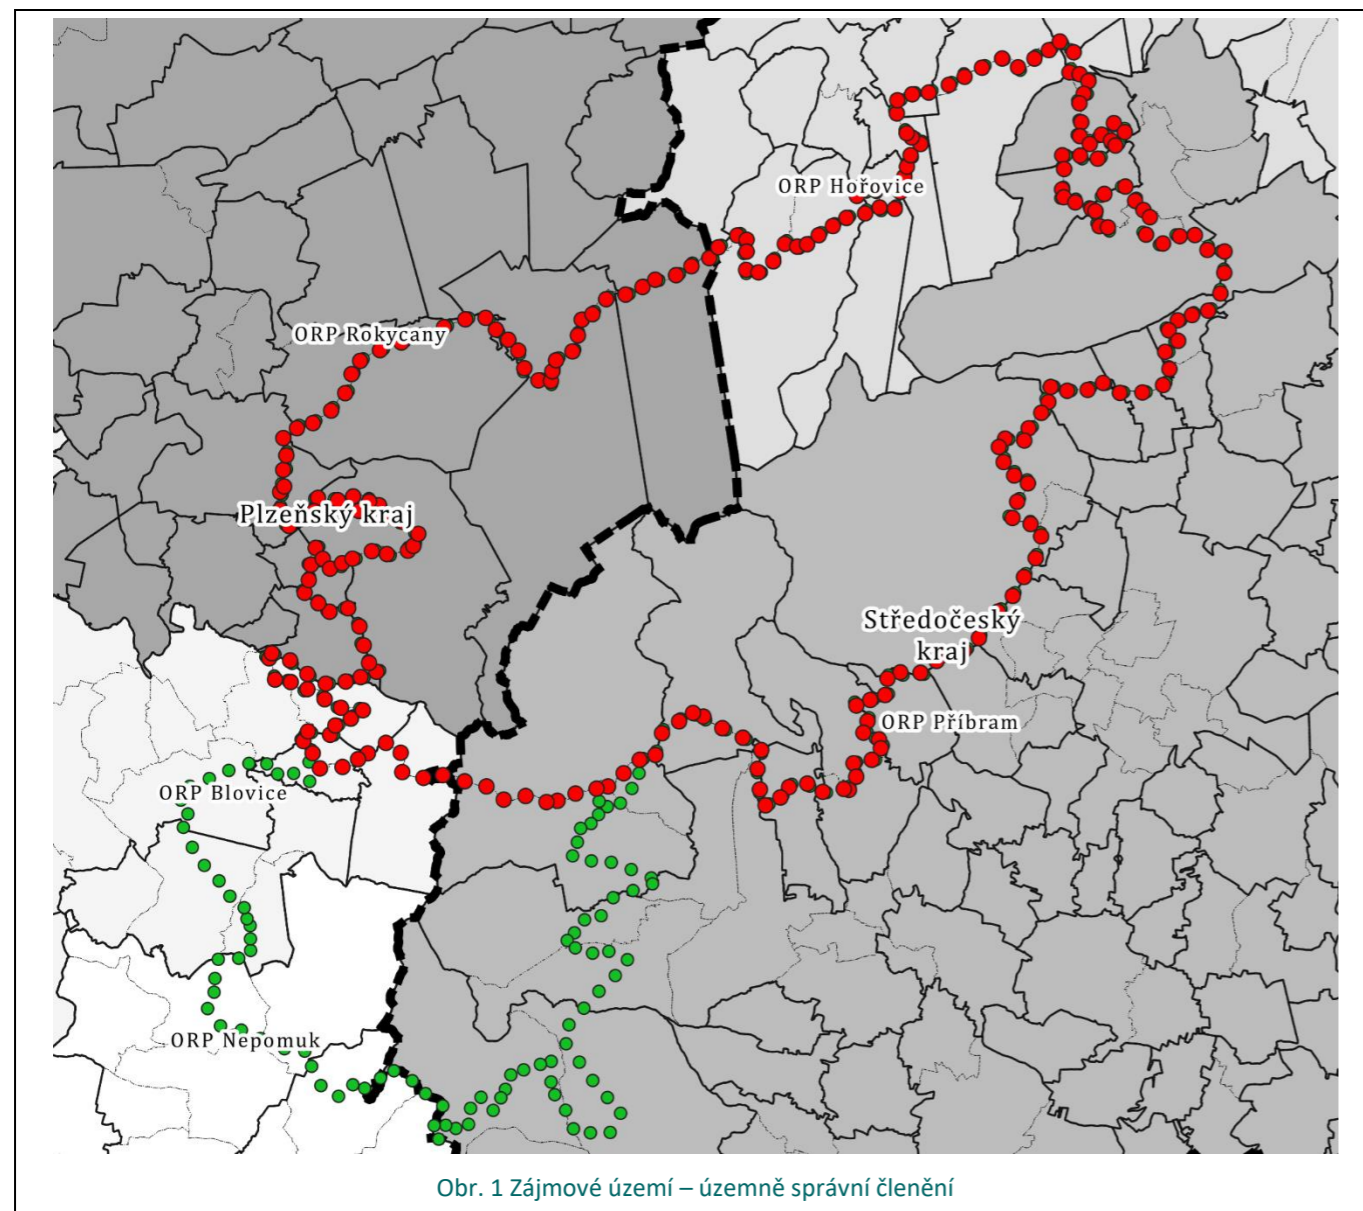 ORP Hořovice
ORP Rokycany
Plzeňský kraj
Středočeský
kraj
ORP Příbram
ORP Blovice
ORP Nepomuk
Obr. 1 Zájmové území – územně správní členění